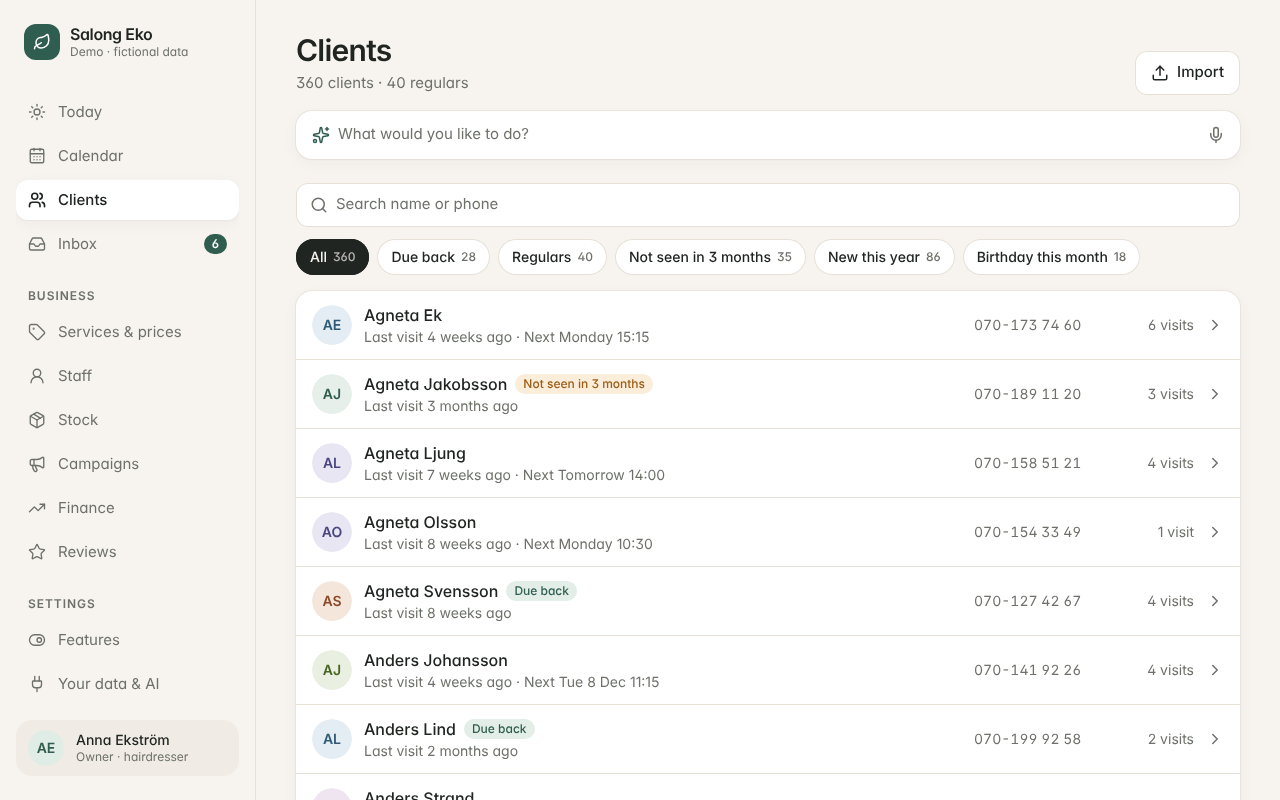 Salong Eko
Demo · fictional data
Today
Calendar
Clients
Inbox 6
BUSINESS
Services & prices
Staff
Stock
Campaigns
Finance
Reviews
SETTINGS
Features
Your data & AI
AE
Anna Ekström
Owner · hairdresser
Clients
360 clients · 40 regulars
Import
What would you like to do?
Search name or phone
All 360 Due back 28 Regulars 40 Not seen in 3 months 35 New this year 86 Birthday this month 18
AE Agneta Ek 070-173 74 60 6 visits
Last visit 4 weeks ago · Next Monday 15:15
AJ Agneta Jakobsson Not seen in 3 months 070-189 11 20 3 visits
Last visit 3 months ago
AL Agneta Ljung 070-158 51 21 4 visits
Last visit 7 weeks ago · Next Tomorrow 14:00
AO Agneta Olsson 070-154 33 49 1 visit
Last visit 8 weeks ago · Next Monday 10:30
AS Agneta Svensson Due back 070-127 42 67 4 visits
Last visit 8 weeks ago
AJ Anders Johansson 070-141 92 26 4 visits
Last visit 4 weeks ago · Next Tue 8 Dec 11:15
AL Anders Lind Due back 070-199 92 58 2 visits
Last visit 2 months ago
Anders Strand